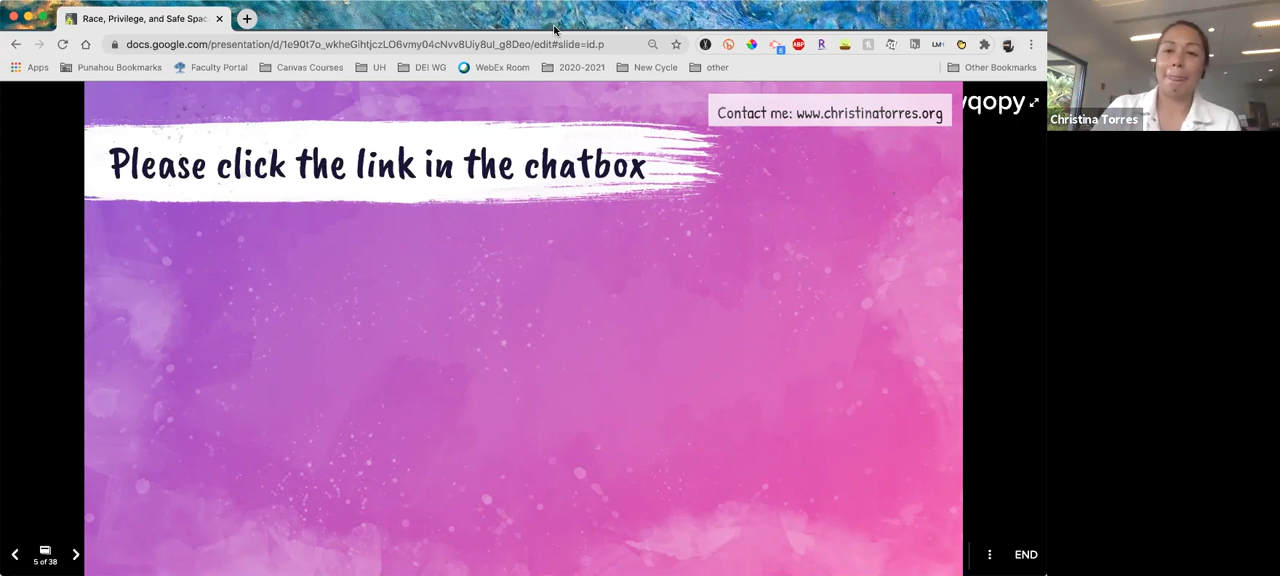 Race, Privilege, and Safe Spac
docs.google.com/presentation/d/1e90t7o_wkheGihtjczLO6vmy04cNvv8Uiy8ul_g8Deo/edit#slide=id.p
Apps
Punahou Bookmarks
Faculty Portal
Canvas Courses
UH
DEI WG
WebEx Room
2020-2021
New Cycle
other
Other Bookmarks
Contact me: www.christinatorres.org
qopy
Christina Torres
Please click the link in the chatbox
5 of 38
END